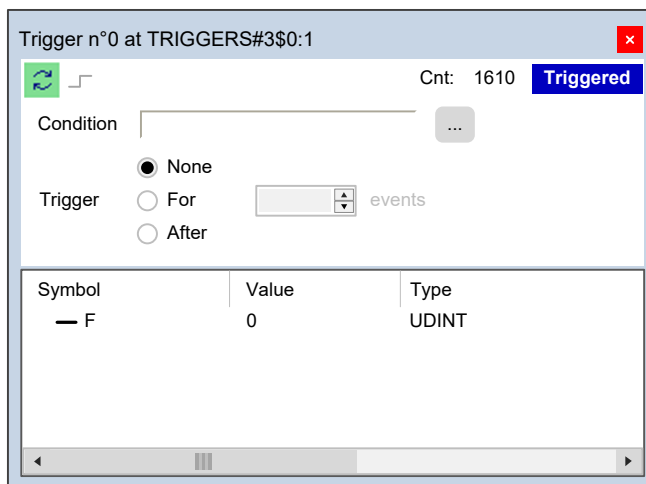 Trigger n°0 at TRIGGERS#3$0:1
Cnt: 1610 Triggered
Condition ...
None
Trigger For events
After
Symbol Value Type
F 0 UDINT